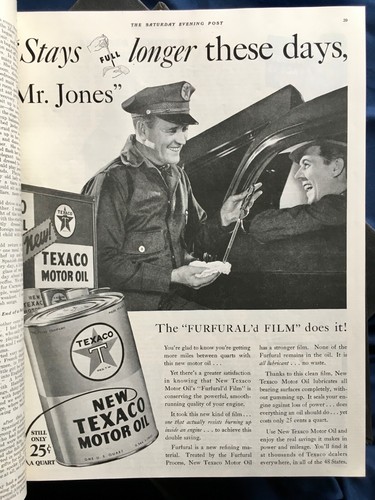 THE SATURDAY EVENING POST
39
"Stays FULL longer these days,
Mr. Jones"
New!
TEXACO
MOTOR OIL
NEW
TEXACO
TEXACO
T
NEW
TEXACO
MOTOR OIL
ONE U.S. QUART
STILL
ONLY
25¢
A QUART
The "FURFURAL'd FILM" does it!
You're glad to know you're getting
more miles between quarts with
this new motor oil . . .
Yet there's a greater satisfaction
in knowing that New Texaco
Motor Oil's "Furfural'd Film" is
conserving the powerful, smooth-
running quality of your engine.
It took this new kind of film . . .
one that actually resists burning up
inside an engine . . . to achieve this
double saving.
Furfural is a new refining ma-
terial. Treated by the Furfural
Process, New Texaco Motor Oil
has a stronger film. None of the
Furfural remains in the oil. It is
all lubricant . . . no waste.
Thanks to this clean film, New
Texaco Motor Oil lubricates all
bearing surfaces completely, with-
out gumming up. It seals your en-
gine against loss of power . . . does
everything an oil should do . . . yet
costs only 25 cents a quart.
Use New Texaco Motor Oil and
enjoy the real savings it makes in
power and mileage. You'll find it
at thousands of Texaco dealers
everywhere, in all of the 48 States.